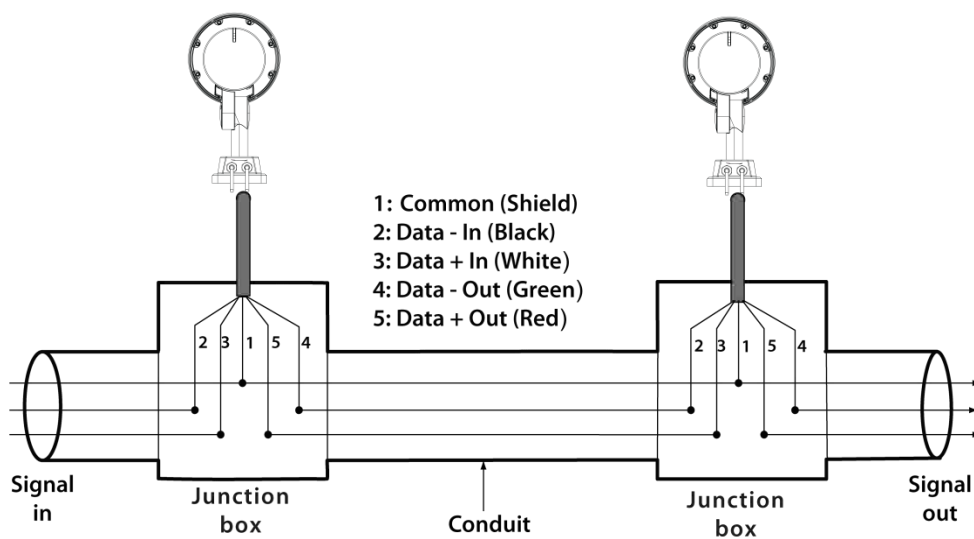 1: Common (Shield)
2: Data - In (Black)
3: Data + In (White)
4: Data - Out (Green)
5: Data + Out (Red)
2 3 1 5 4
2 3 1 5 4
Signal
in
Junction
box
Conduit
Junction
box
Signal
out